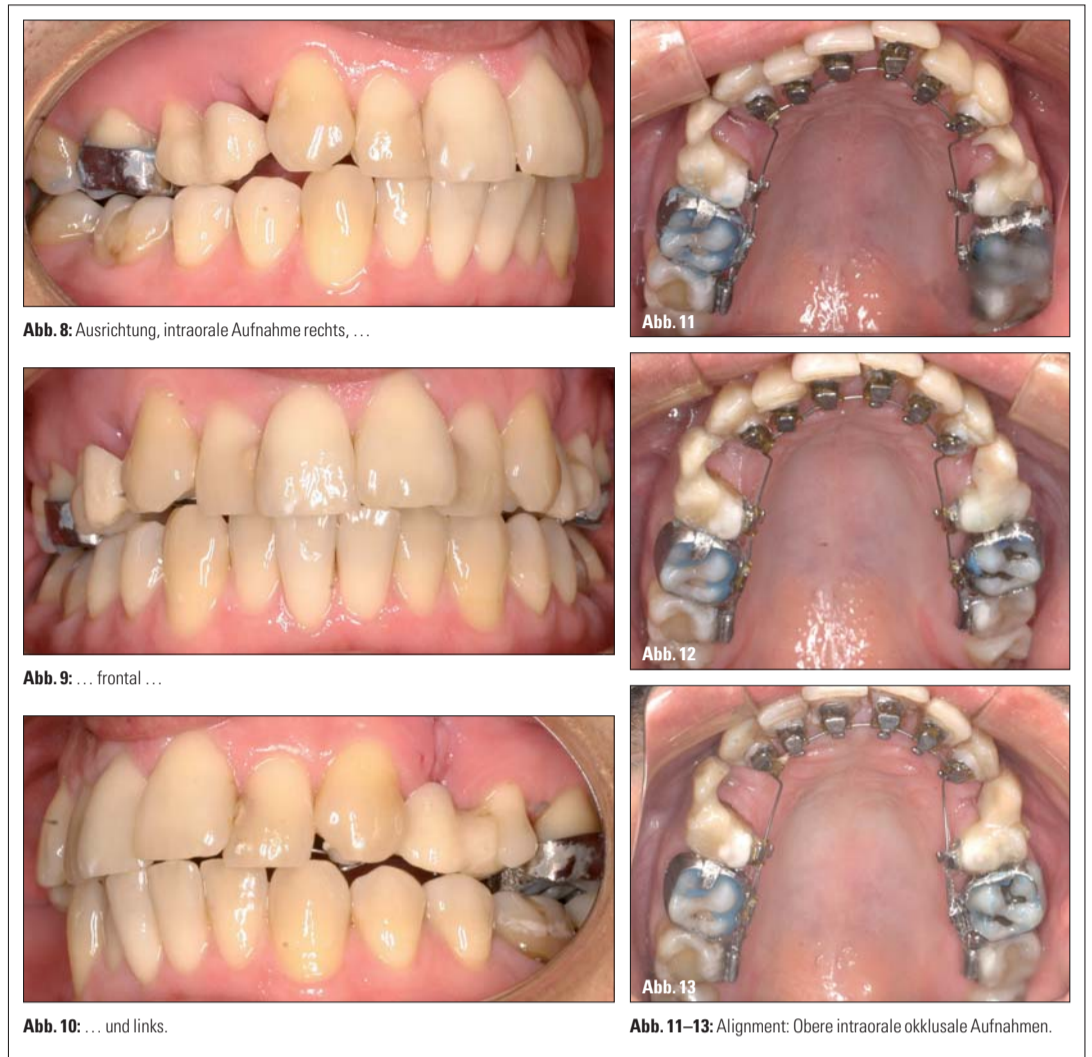 Abb. 8: Ausrichtung, intraorale Aufnahme rechts, …
Abb. 9: … frontal …
Abb. 10: … und links.
Abb. 11
Abb. 12
Abb. 13
Abb. 11–13: Alignment: Obere intraorale okklusale Aufnahmen.